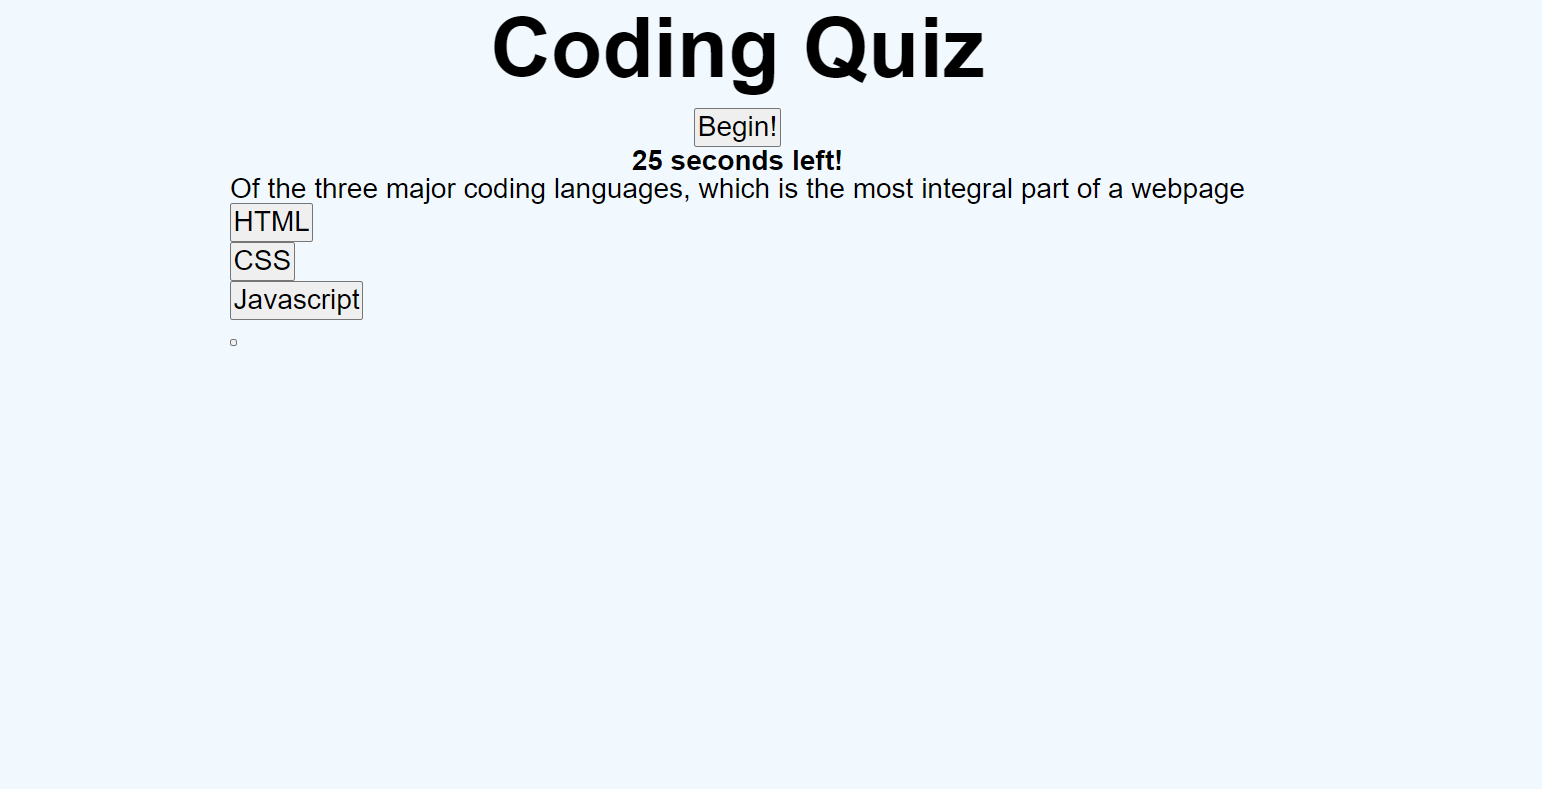 Coding Quiz
Begin!
25 seconds left!
Of the three major coding languages, which is the most integral part of a webpage
HTML
CSS
Javascript